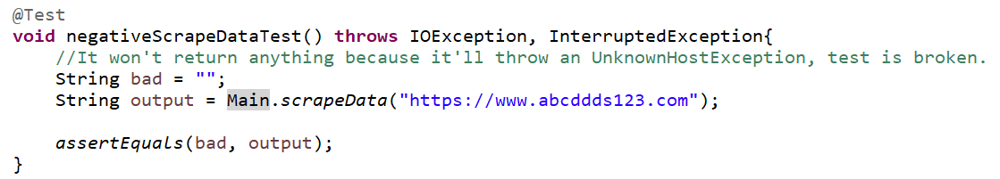 @Test
void negativeScrapeDataTest() throws IOException, InterruptedException{
    //It won't return anything because it'll throw an UnknownHostException, test is broken.
    String bad = "";
    String output = Main.scrapeData("https://www.abcddds123.com");

    assertEquals(bad, output);
}